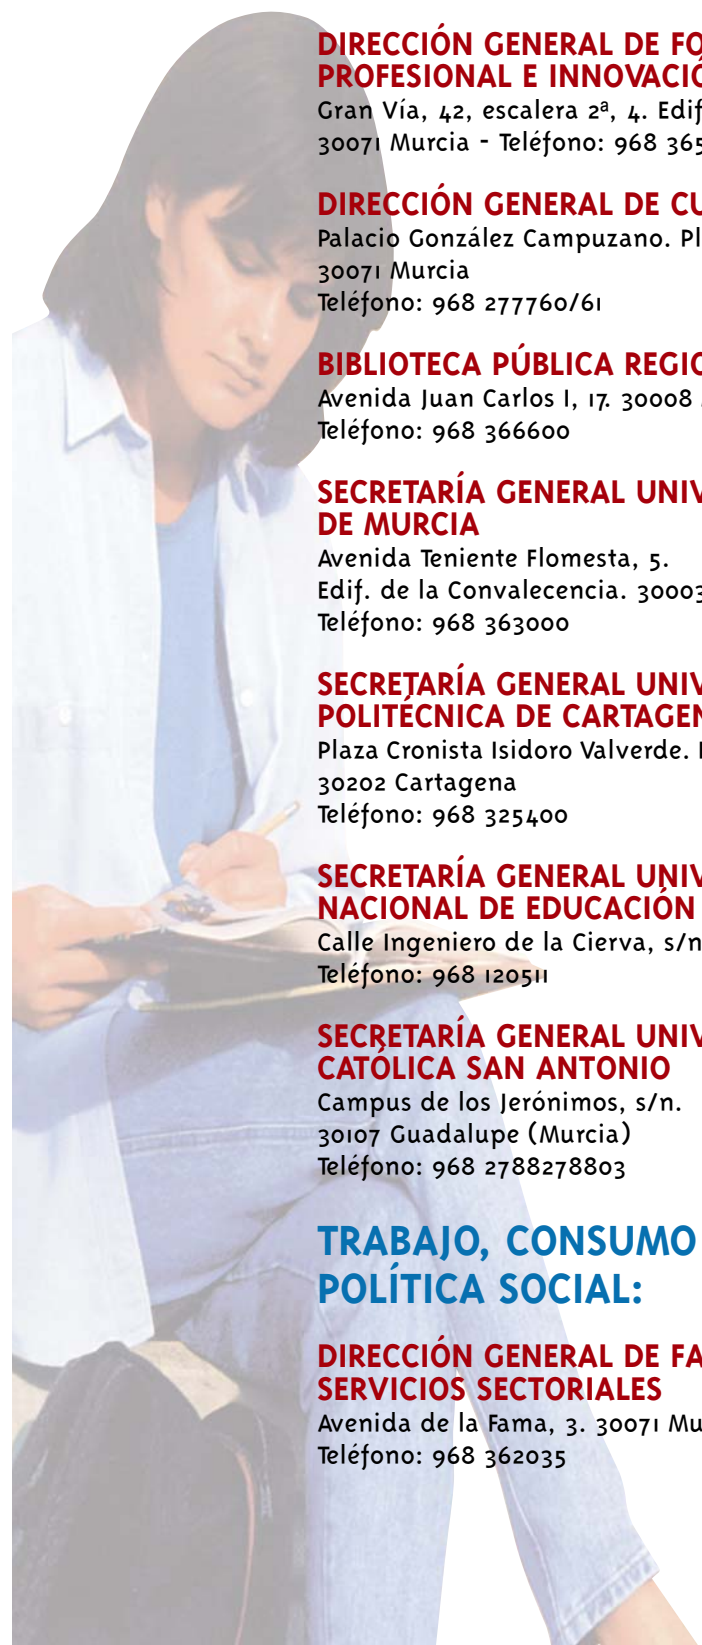 DIRECCIÓN GENERAL DE FO
PROFESIONAL E INNOVACIÓ
Gran Vía, 42, escalera 2ª, 4. Edif
30071 Murcia - Teléfono: 968 365
DIRECCIÓN GENERAL DE CU
Palacio González Campuzano. Pl
30071 Murcia
Teléfono: 968 277760/61
BIBLIOTECA PÚBLICA REGIO
Avenida Juan Carlos I, 17. 30008
Teléfono: 968 366600
SECRETARÍA GENERAL UNIV
DE MURCIA
Avenida Teniente Flomesta, 5.
Edif. de la Convalecencia. 30003
Teléfono: 968 363000
SECRETARÍA GENERAL UNIV
POLITÉCNICA DE CARTAGEN
Plaza Cronista Isidoro Valverde.
30202 Cartagena
Teléfono: 968 325400
SECRETARÍA GENERAL UNIV
NACIONAL DE EDUCACIÓN
Calle Ingeniero de la Cierva, s/n
Teléfono: 968 120511
SECRETARÍA GENERAL UNIV
CATÓLICA SAN ANTONIO
Campus de los Jerónimos, s/n.
30107 Guadalupe (Murcia)
Teléfono: 968 2788278803
TRABAJO, CONSUMO
POLÍTICA SOCIAL:
DIRECCIÓN GENERAL DE FA
SERVICIOS SECTORIALES
Avenida de la Fama, 3. 30071 Mu
Teléfono: 968 362035